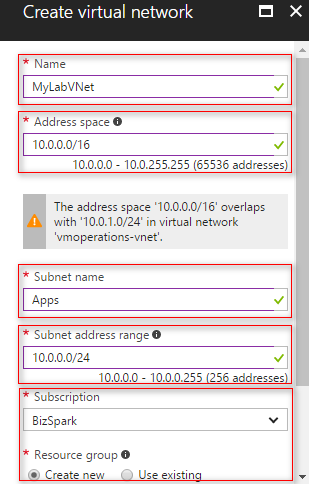 Create virtual network
* Name
MyLabVNet
* Address space
10.0.0.0/16
10.0.0.0 - 10.0.255.255 (65536 addresses)
The address space '10.0.0.0/16' overlaps
with '10.0.1.0/24' in virtual network
'vmoperations-vnet'.
* Subnet name
Apps
* Subnet address range
10.0.0.0/24
10.0.0.0 - 10.0.0.255 (256 addresses)
* Subscription
BizSpark
* Resource group
Create new Use existing